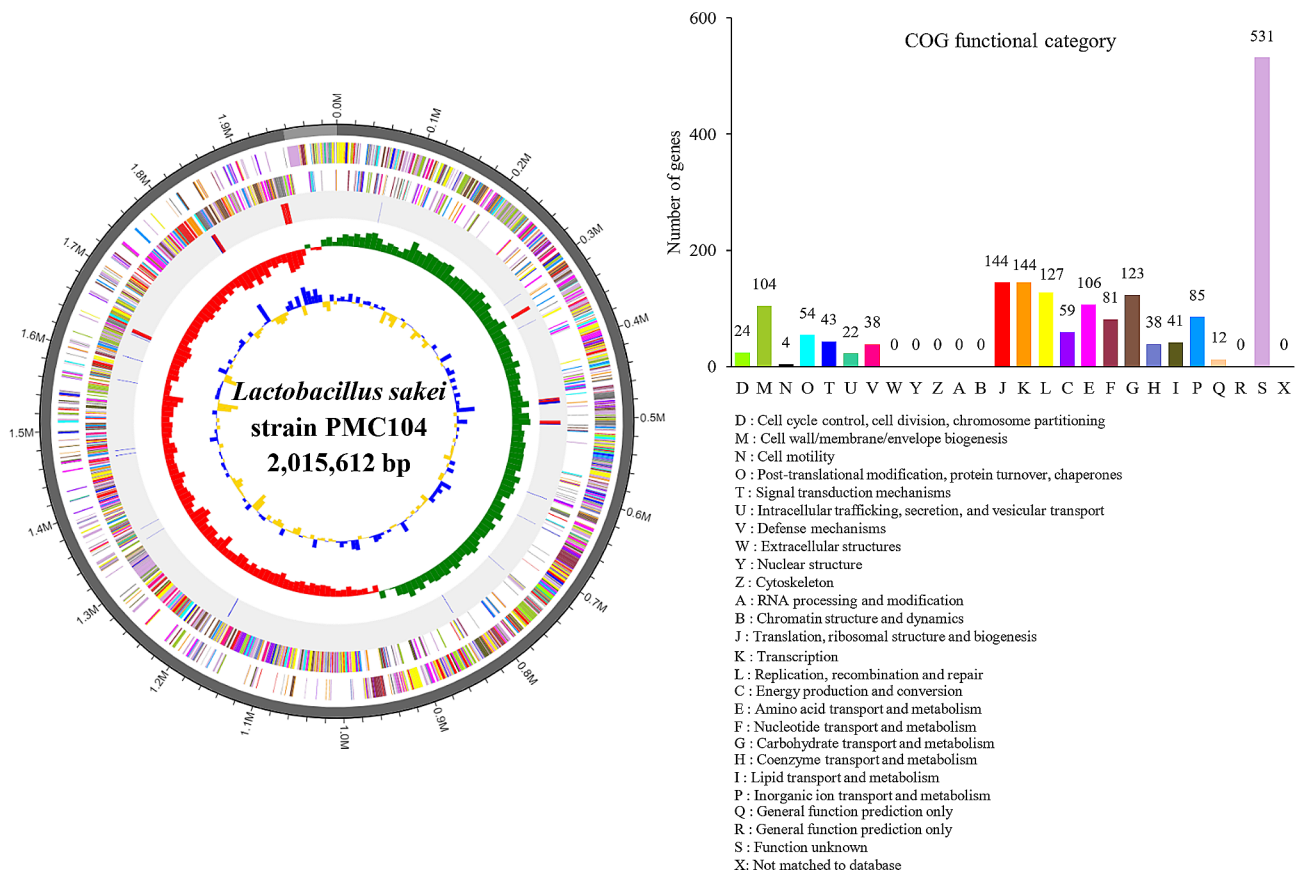 0.0M
0.1M
0.2M
0.3M
0.4M
0.5M
0.6M
0.7M
0.8M
0.9M
1.0M
1.1M
1.2M
1.3M
1.4M
1.5M
1.6M
1.7M
1.8M
1.9M
Lactobacillus sakei
strain PMC104
2,015,612 bp
COG functional category
Number of genes
600
400
200
0
24 104 4 54 43 22 38 0 0 0 0 0 144 144 127 59 106 81 123 38 41 85 12 0 531 0
D M N O T U V W Y Z A B J K L C E F G H I P Q R S X
D : Cell cycle control, cell division, chromosome partitioning
M : Cell wall/membrane/envelope biogenesis
N : Cell motility
O : Post-translational modification, protein turnover, chaperones
T : Signal transduction mechanisms
U : Intracellular trafficking, secretion, and vesicular transport
V : Defense mechanisms
W : Extracellular structures
Y : Nuclear structure
Z : Cytoskeleton
A : RNA processing and modification
B : Chromatin structure and dynamics
J : Translation, ribosomal structure and biogenesis
K : Transcription
L : Replication, recombination and repair
C : Energy production and conversion
E : Amino acid transport and metabolism
F : Nucleotide transport and metabolism
G : Carbohydrate transport and metabolism
H : Coenzyme transport and metabolism
I : Lipid transport and metabolism
P : Inorganic ion transport and metabolism
Q : General function prediction only
R : General function prediction only
S : Function unknown
X: Not matched to database